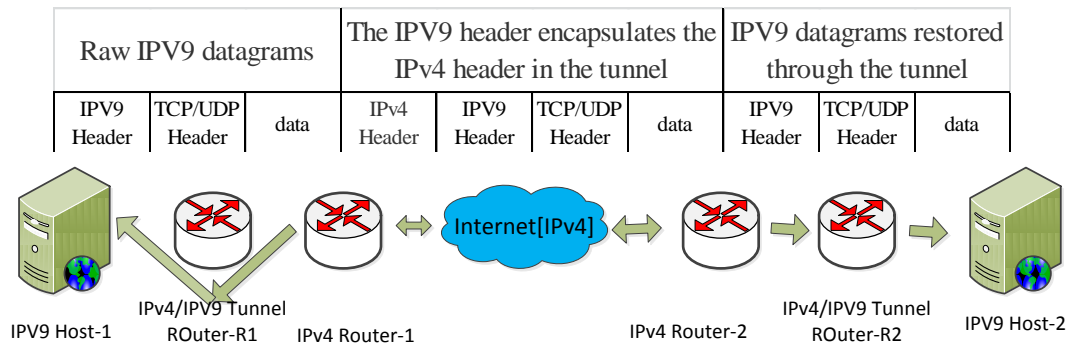 Raw IPV9 datagrams
The IPV9 header encapsulates the
IPv4 header in the tunnel
IPV9 datagrams restored
through the tunnel
IPV9
Header
TCP/UDP
Header
data
IPv4
Header
IPV9
Header
TCP/UDP
Header
data
IPV9
Header
TCP/UDP
Header
data
Internet[IPv4]
IPV9 Host-1
IPv4/IPV9 Tunnel
ROuter-R1
IPv4 Router-1
IPv4 Router-2
IPv4/IPV9 Tunnel
ROuter-R2
IPV9 Host-2